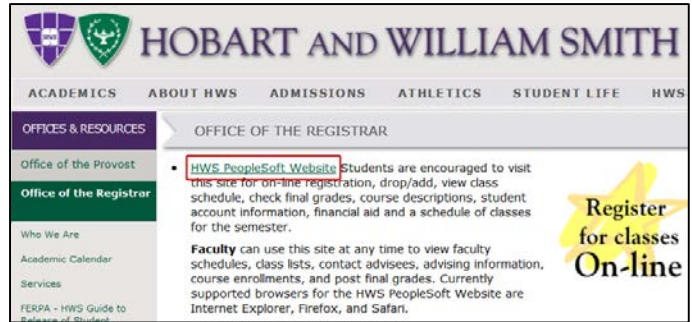 HOBART AND WILLIAM SMITH
ACADEMICS ABOUT HWS ADMISSIONS ATHLETICS STUDENT LIFE HWS
OFFICES & RESOURCES
Office of the Provost
Office of the Registrar
Who We Are
Academic Calendar
Services
FERPA - HWS Guide to
Release of Student
OFFICE OF THE REGISTRAR
• HWS PeopleSoft Website Students are encouraged to visit
this site for on-line registration, drop/add, view class
schedule, check final grades, course descriptions, student
account information, financial aid and a schedule of classes
for the semester.
Faculty can use this site at any time to view faculty
schedules, class lists, contact advisees, advising information,
course enrollments, and post final grades. Currently
supported browsers for the HWS PeopleSoft Website are
Internet Explorer, Firefox, and Safari.
Register
for classes
On-line